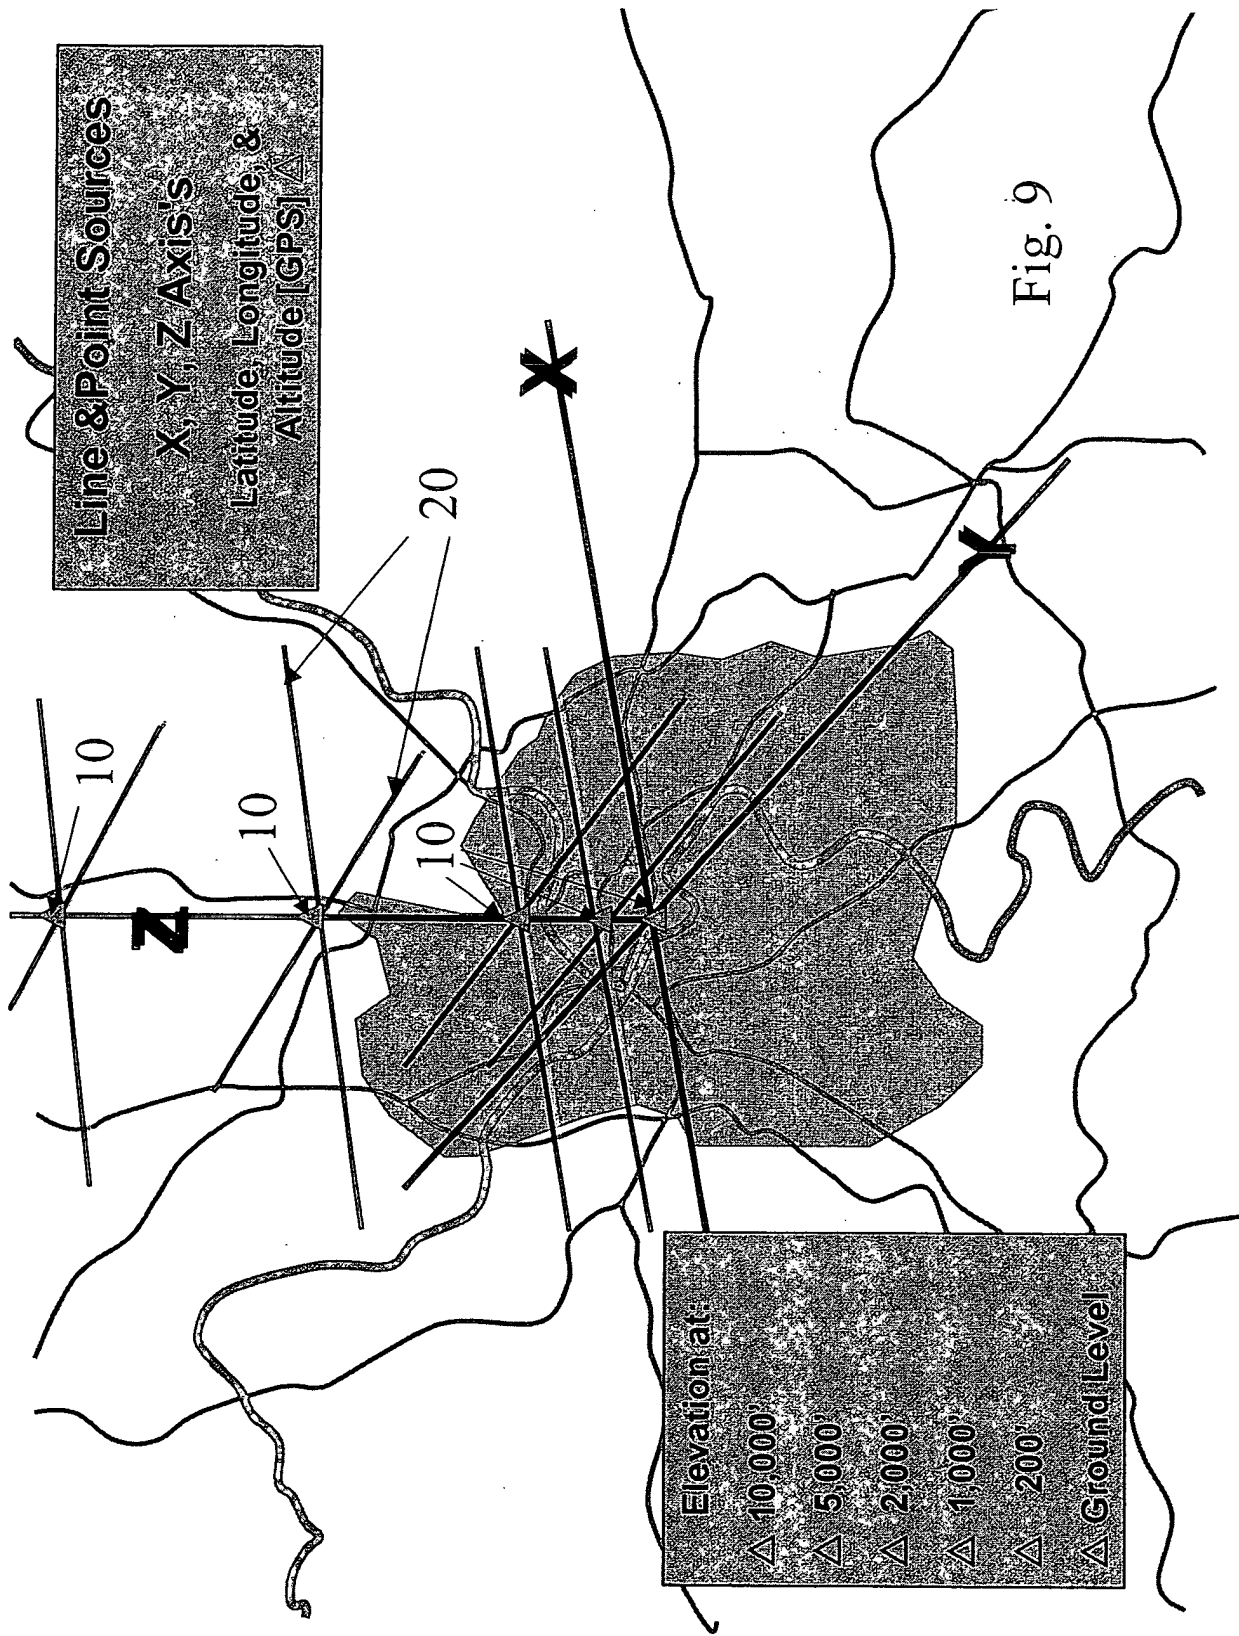 Line &Point Sources
X, Y, Z Axis's
Latitude, Longitude, &
Altitude [GPS] △
10
Z
10
10
20
X
Y
Elevation at:
△ 10,000'
△ 5,000'
△ 2,000'
△ 1,000'
△ 200'
△ Ground Level
Fig. 9